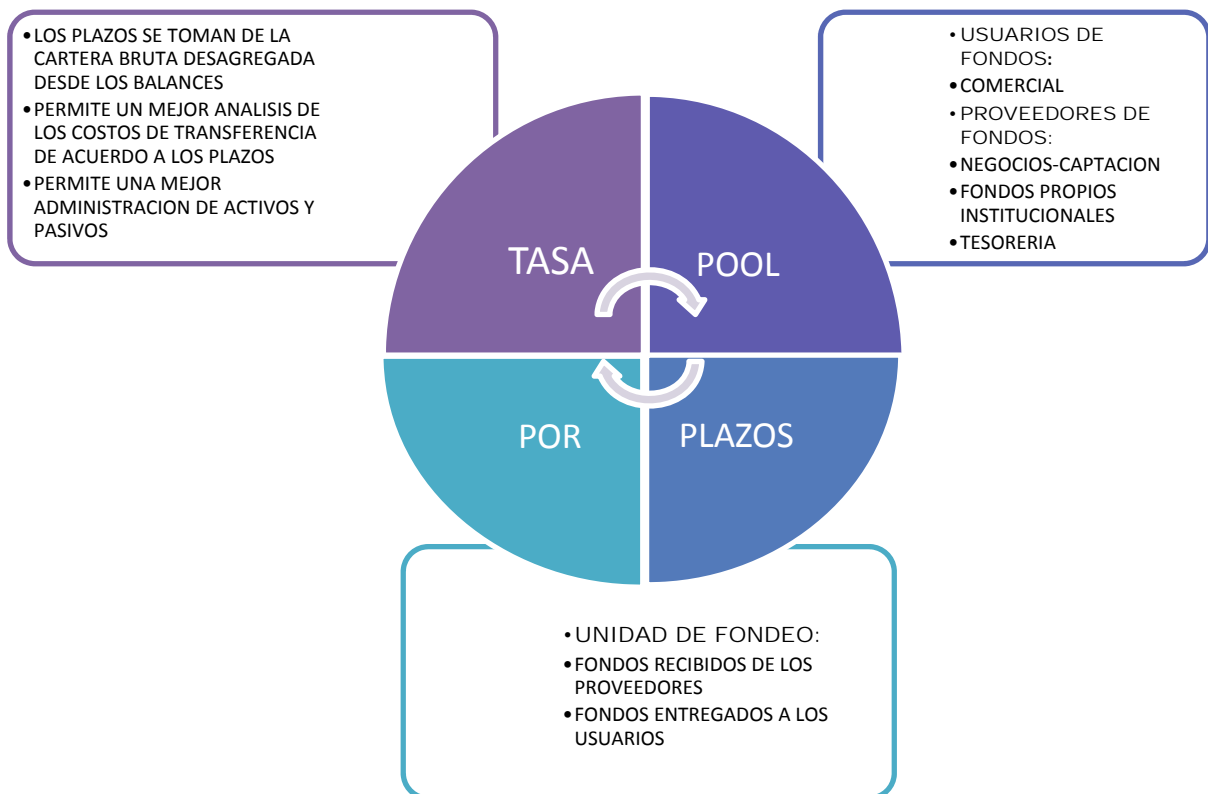 •LOS PLAZOS SE TOMAN DE LA
CARTERA BRUTA DESAGREGADA
DESDE LOS BALANCES
•PERMITE UN MEJOR ANALISIS DE
LOS COSTOS DE TRANSFERENCIA
DE ACUERDO A LOS PLAZOS
•PERMITE UNA MEJOR
ADMINISTRACION DE ACTIVOS Y
PASIVOS
•USUARIOS DE
FONDOS:
•COMERCIAL
•PROVEEDORES DE
FONDOS:
•NEGOCIOS-CAPTACION
•FONDOS PROPIOS
INSTITUCIONALES
•TESORERIA
TASA
POOL
POR
PLAZOS
•UNIDAD DE FONDEO:
•FONDOS RECIBIDOS DE LOS
PROVEEDORES
•FONDOS ENTREGADOS A LOS
USUARIOS